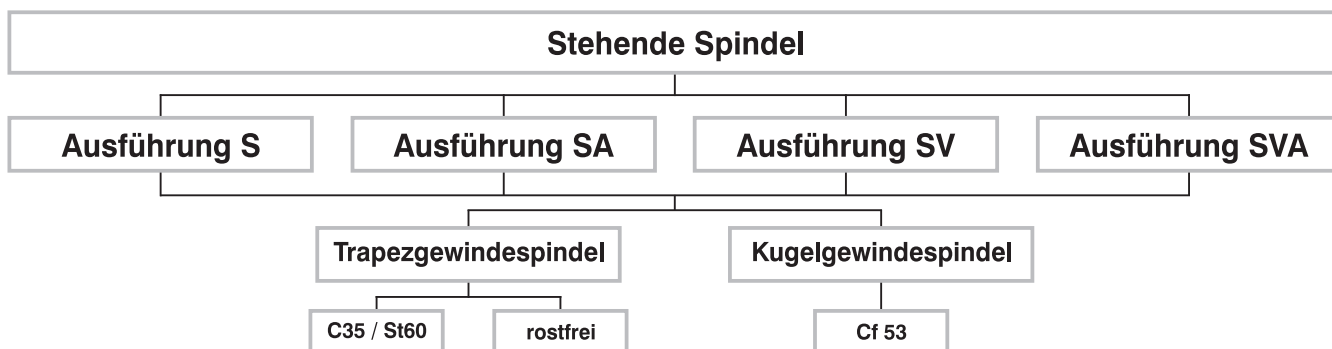 Stehende Spindel
Ausführung S
Ausführung SA
Ausführung SV
Ausführung SVA
Trapezgewindespindel
Kugelgewindespindel
C35 / St60
rostfrei
Cf 53